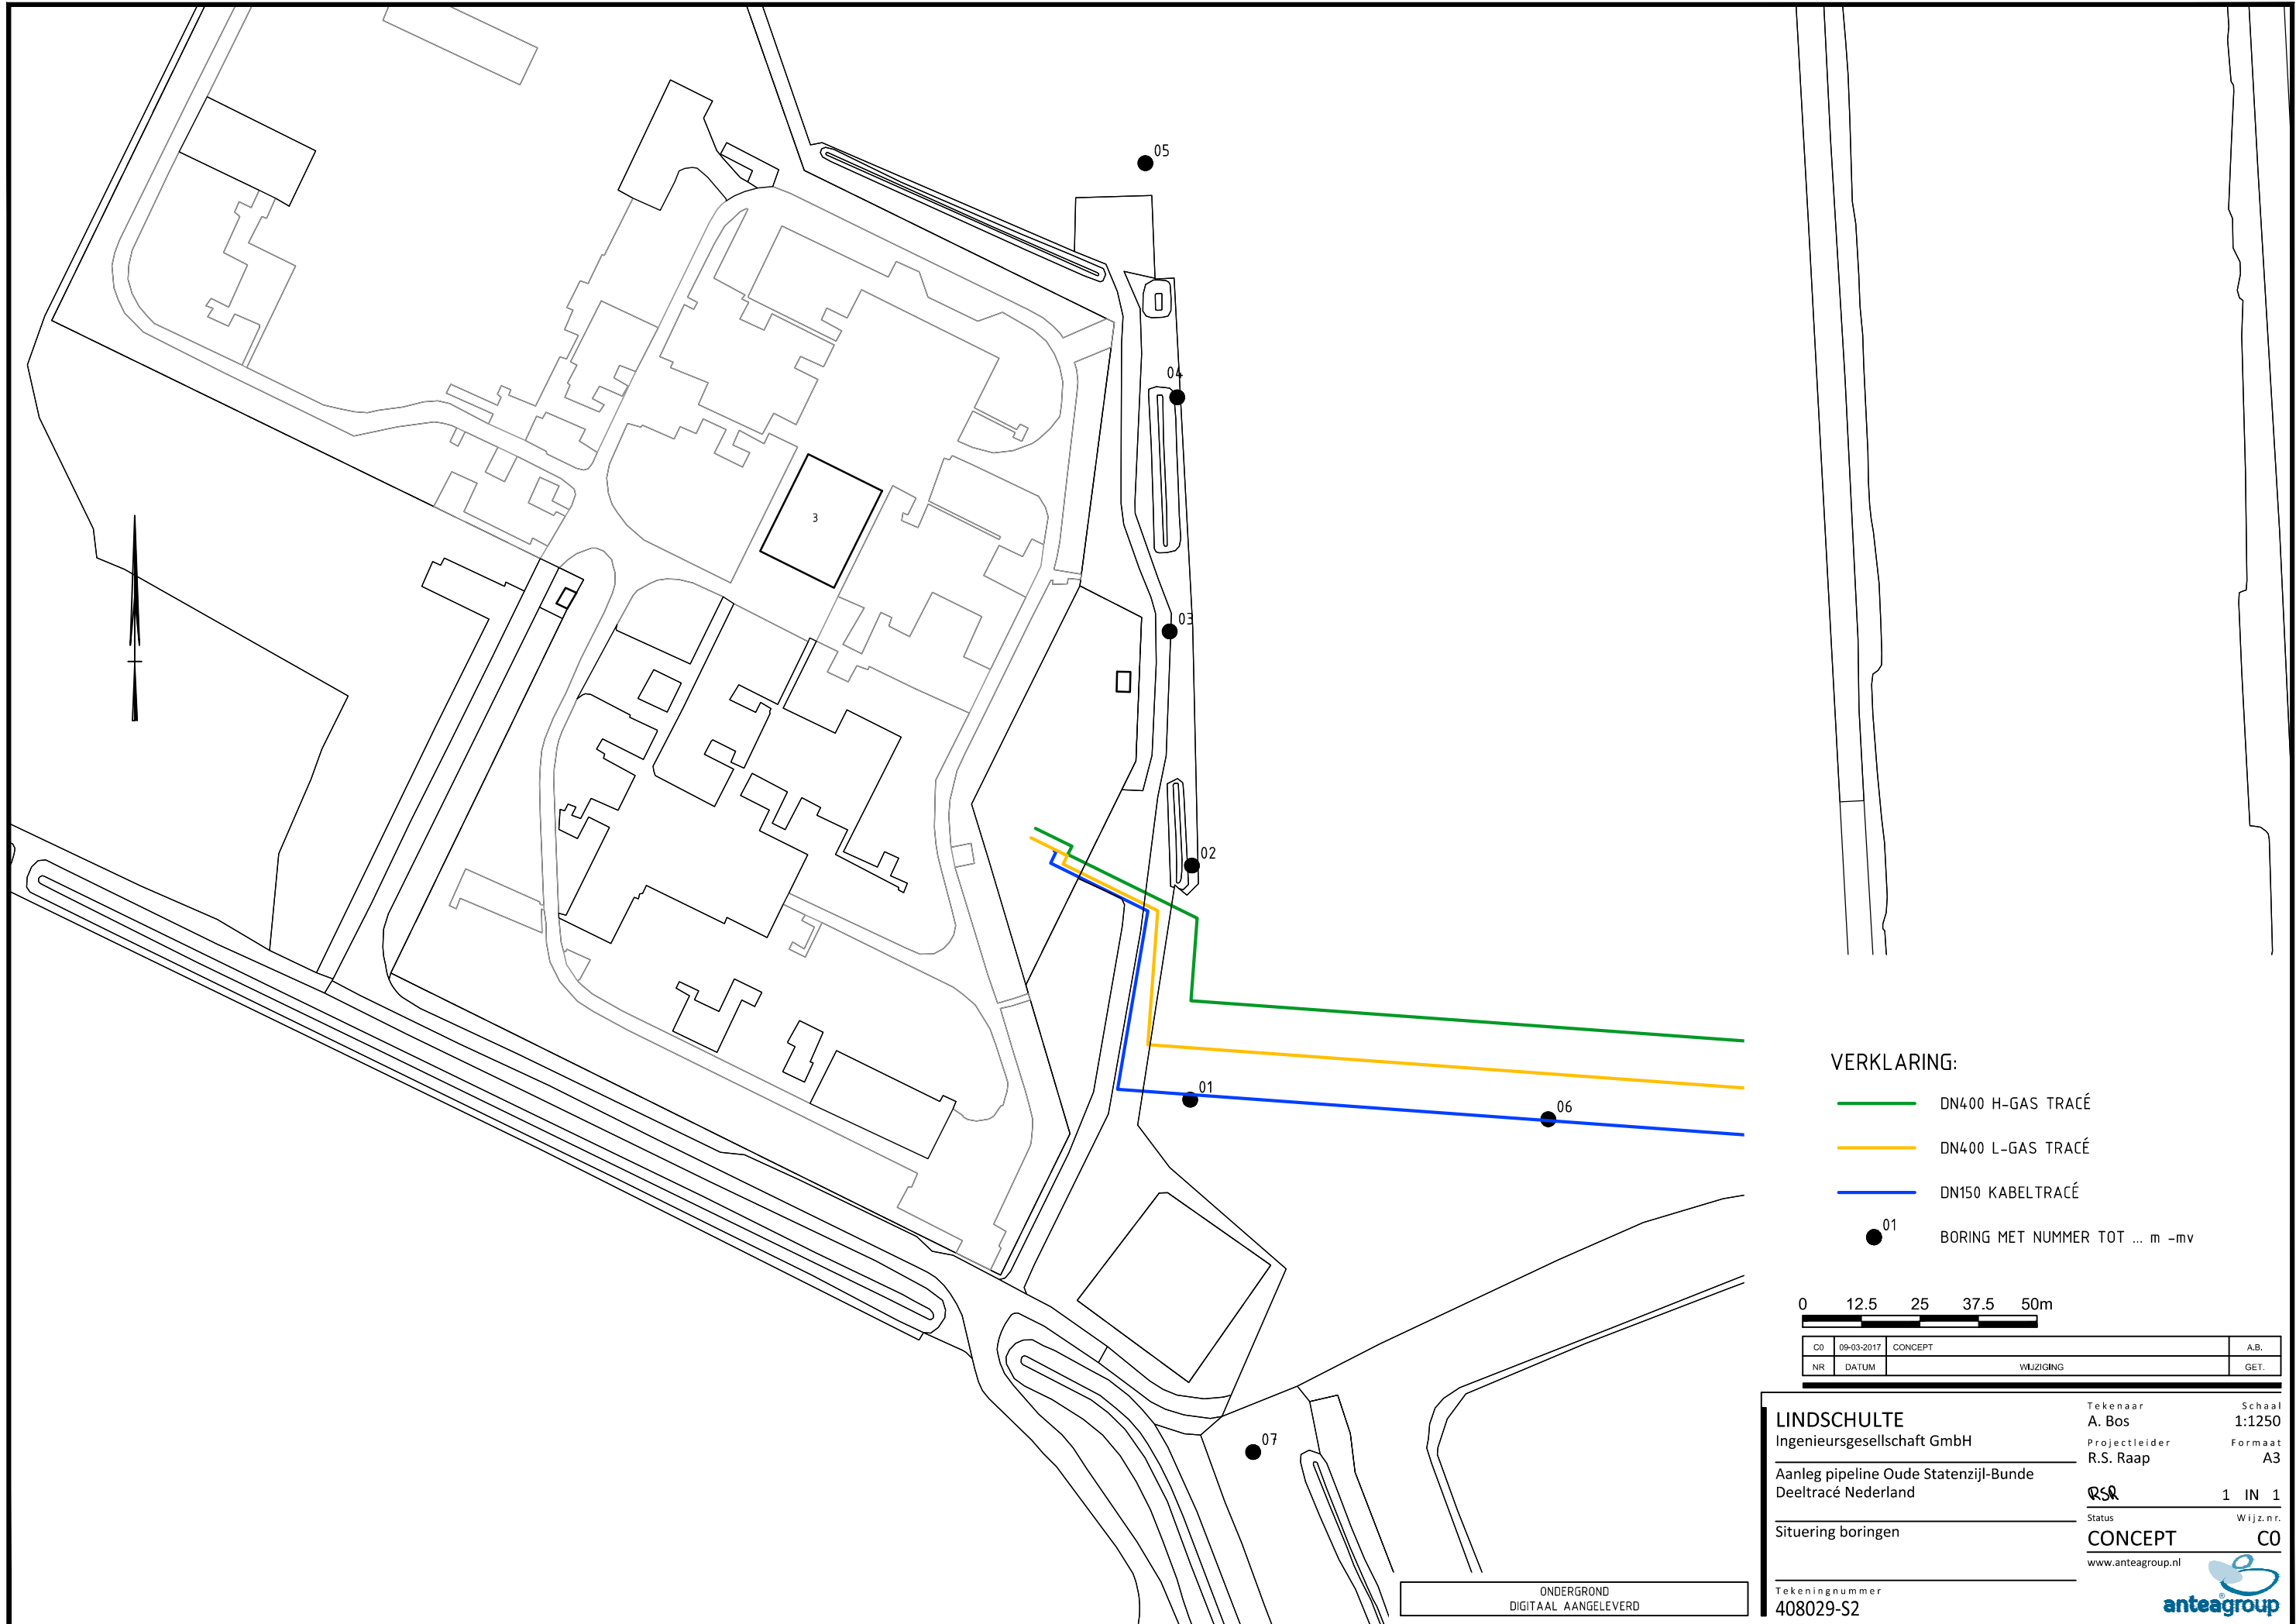 05
04
3
03
02
01
06
07
VERKLARING:
DN400 H-GAS TRACÉ
DN400 L-GAS TRACÉ
DN150 KABELTRACÉ
01
BORING MET NUMMER TOT ... m -mv
0 12.5 25 37.5 50m
C0 09-03-2017 CONCEPT A.B.
NR DATUM WIJZIGING GET.
LINDSCHULTE
Ingenieursgesellschaft GmbH
Aanleg pipeline Oude Statenzijl-Bunde
Deeltracé Nederland
Situering boringen
Tekeningnummer
408029-S2
Tekenaar Schaal
A. Bos 1:1250
Projectleider Formaat
R.S. Raap A3
RSR 1 IN 1
Status Wijz.nr.
CONCEPT C0
www.anteagroup.nl
anteagroup
ONDERGROND
DIGITAAL AANGELEVERD